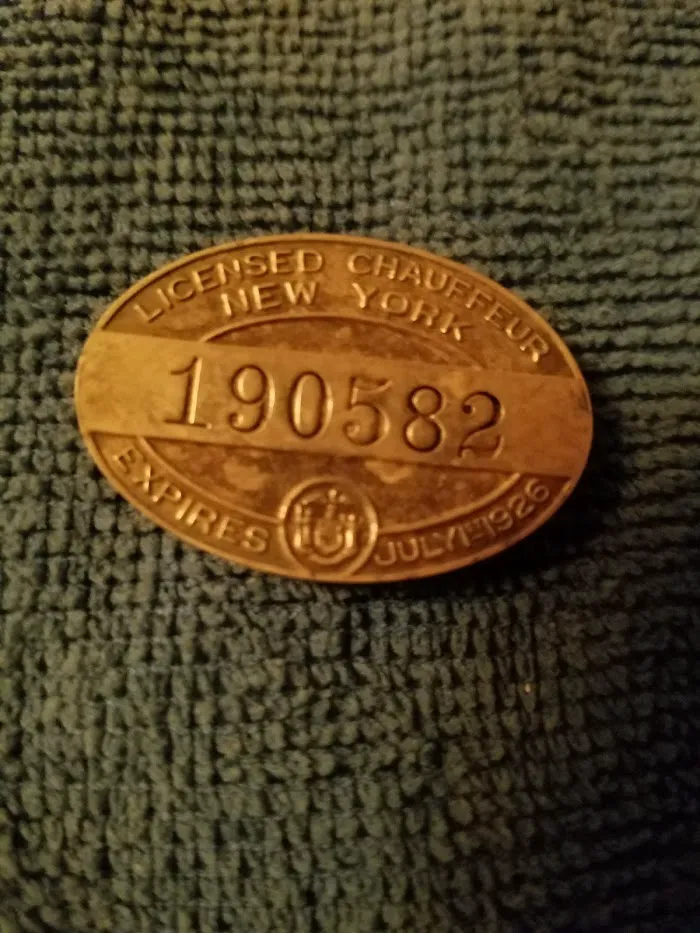 LICENSED CHAUFFEUR
NEW YORK
190582
EXPIRES JULY 1ST 1926